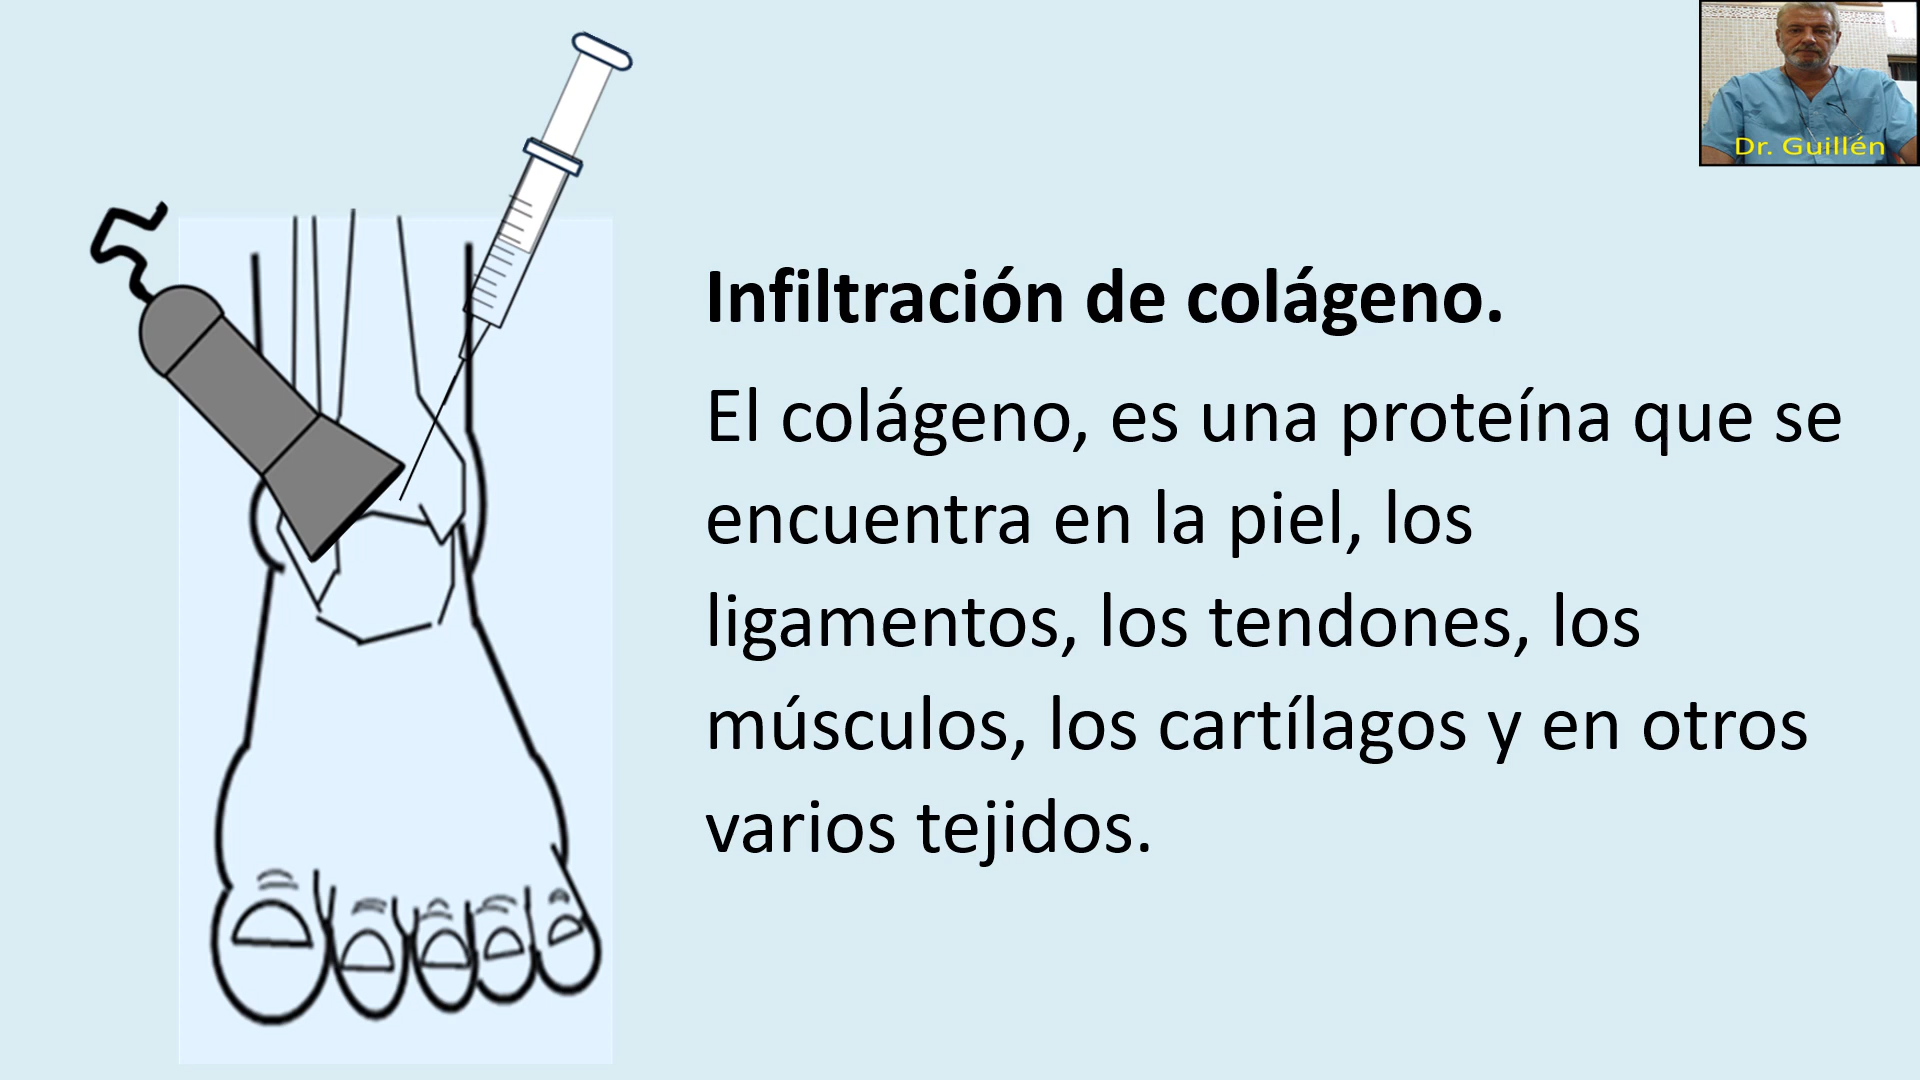 Dr. Guillén
Infiltración de colágeno.
El colágeno, es una proteína que se
encuentra en la piel, los
ligamentos, los tendones, los
músculos, los cartílagos y en otros
varios tejidos.